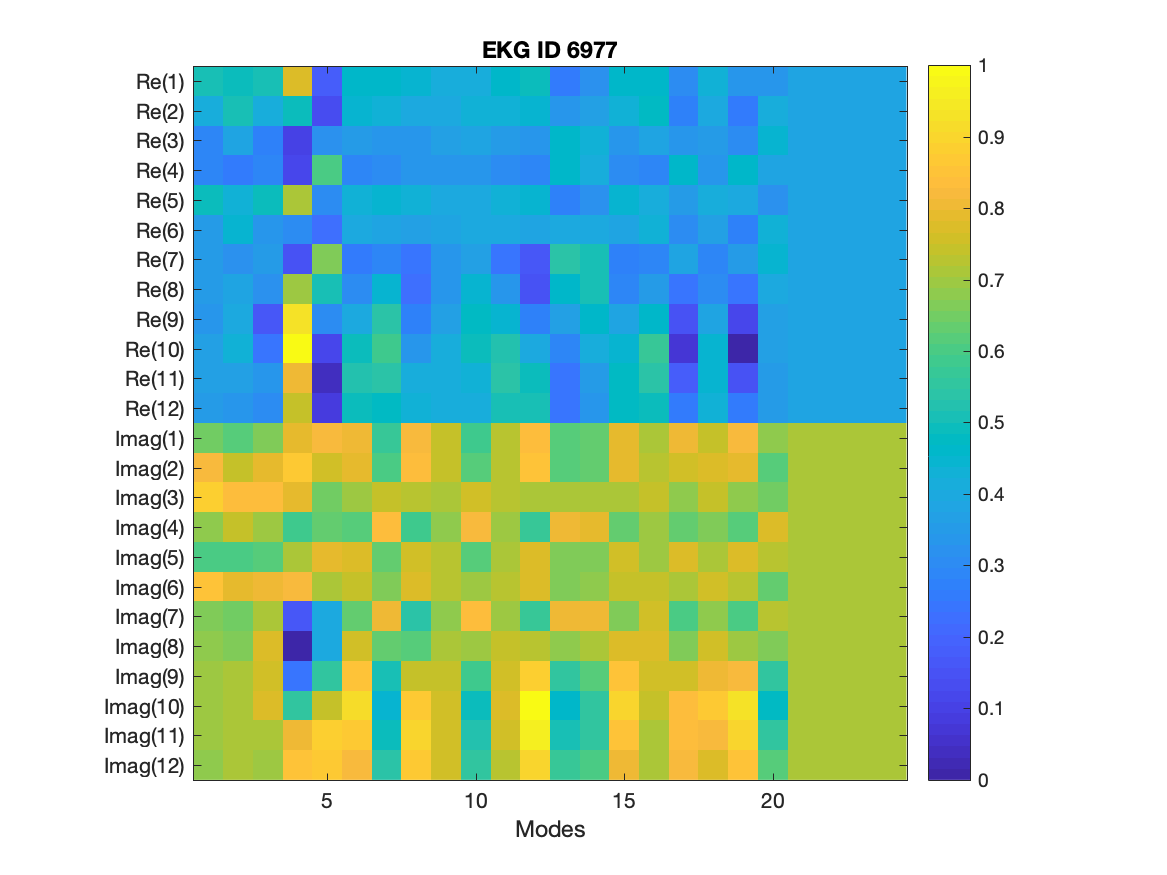 EKG ID 6977
Re(1)
Re(2)
Re(3)
Re(4)
Re(5)
Re(6)
Re(7)
Re(8)
Re(9)
Re(10)
Re(11)
Re(12)
Imag(1)
Imag(2)
Imag(3)
Imag(4)
Imag(5)
Imag(6)
Imag(7)
Imag(8)
Imag(9)
Imag(10)
Imag(11)
Imag(12)
5 10 15 20
Modes
1
0.9
0.8
0.7
0.6
0.5
0.4
0.3
0.2
0.1
0